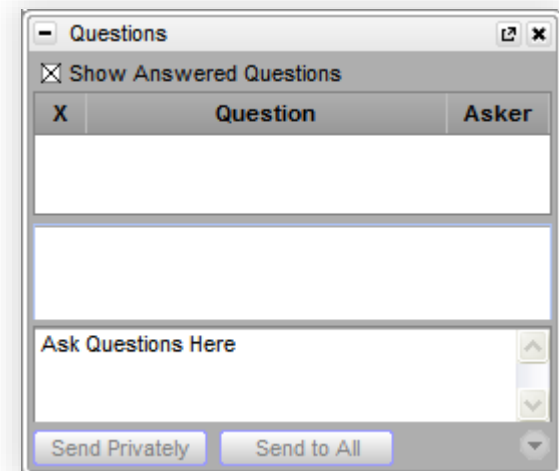 Questions
Show Answered Questions
X Question Asker
Ask Questions Here
Send Privately Send to All